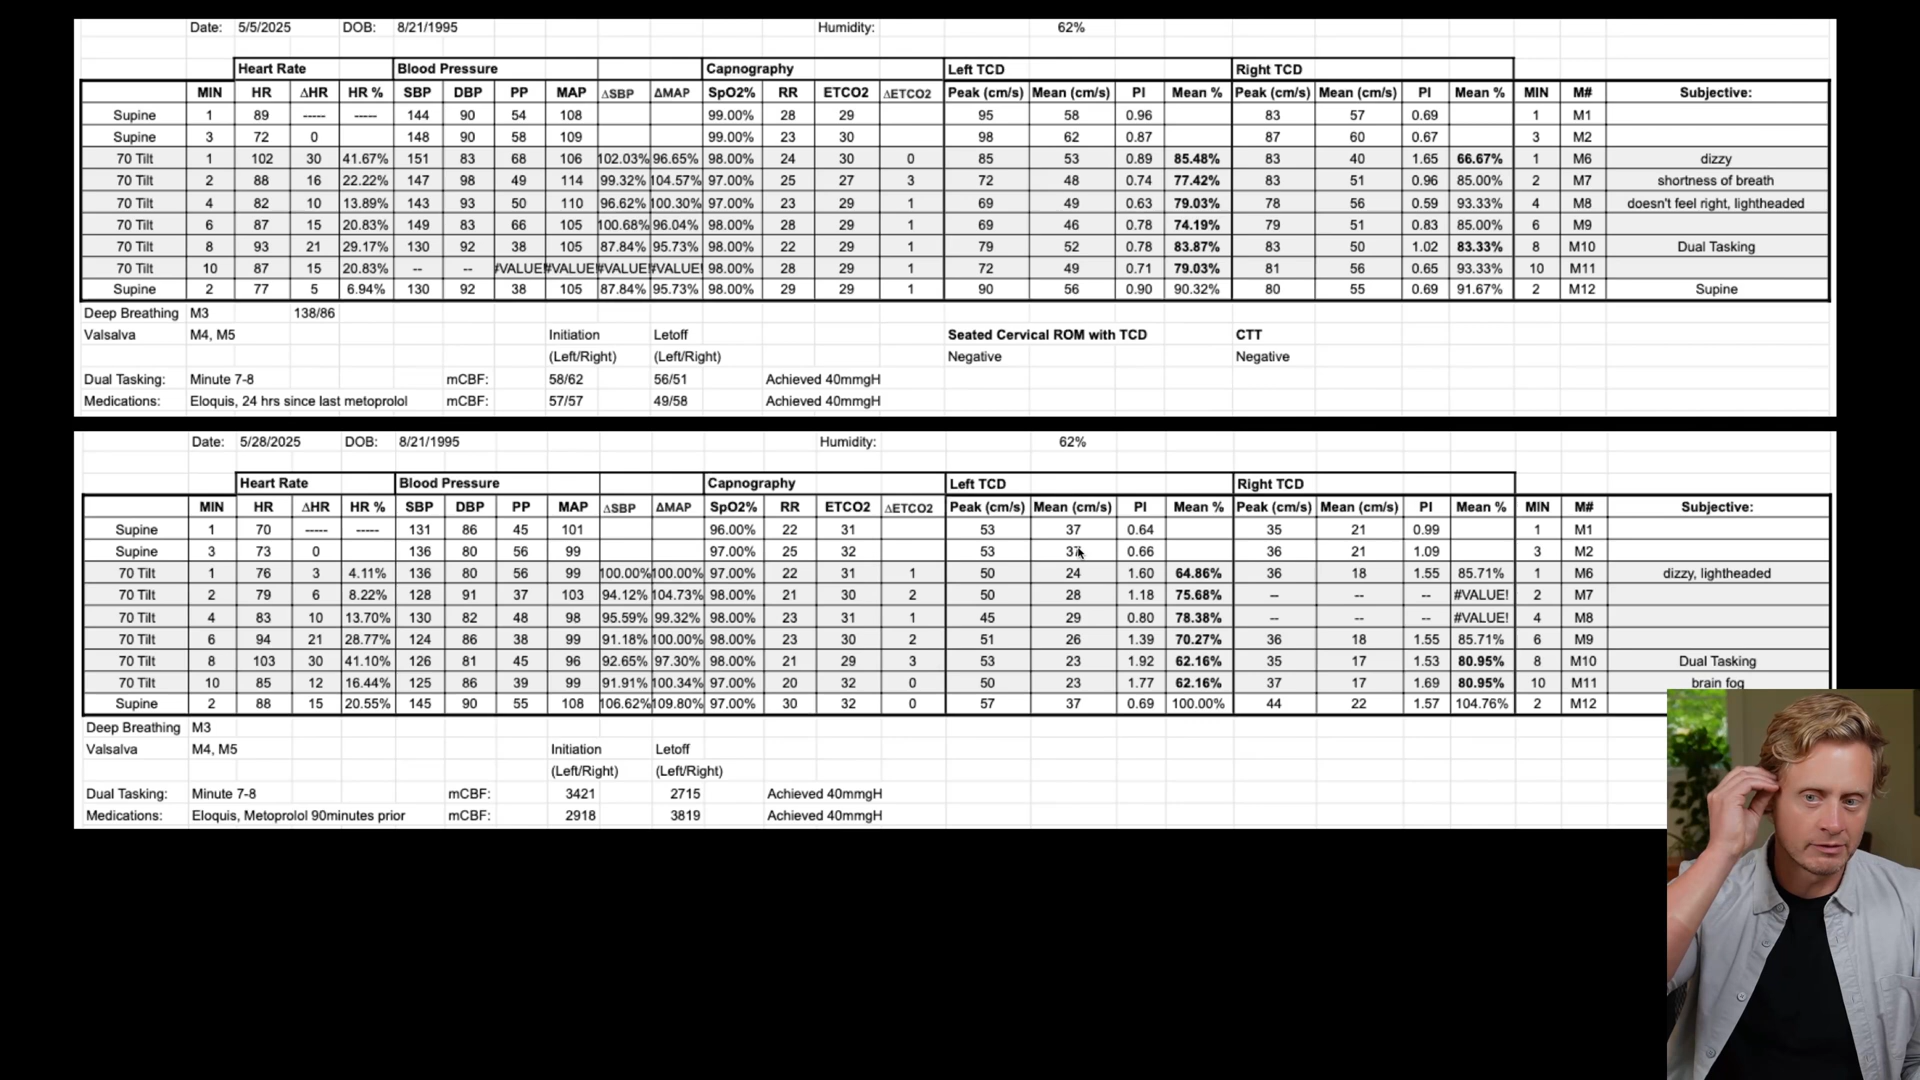 Date: 5/5/2025 DOB: 8/21/1995 Humidity: 62%
Heart Rate Blood Pressure Capnography Left TCD Right TCD
MIN HR ΔHR HR % SBP DBP PP MAP ΔSBP ΔMAP SpO2% RR ETCO2 ΔETCO2 Peak (cm/s) Mean (cm/s) PI Mean % Peak (cm/s) Mean (cm/s) PI Mean % MIN M# Subjective:
Supine 1 89 ----- ----- 144 90 54 108 99.00% 28 29 95 58 0.96 83 57 0.69 1 M1
Supine 3 72 0 148 90 58 109 99.00% 23 30 98 62 0.87 87 60 0.67 3 M2
70 Tilt 1 102 30 41.67% 151 83 68 106 102.03% 96.65% 98.00% 24 30 0 85 53 0.89 85.48% 83 40 1.65 66.67% 1 M6 dizzy
70 Tilt 2 88 16 22.22% 147 98 49 114 99.32% 104.57% 97.00% 25 27 3 72 48 0.74 77.42% 83 51 0.96 85.00% 2 M7 shortness of breath
70 Tilt 4 82 10 13.89% 143 93 50 110 96.62% 100.30% 97.00% 23 29 1 69 49 0.63 79.03% 78 56 0.59 93.33% 4 M8 doesn't feel right, lightheaded
70 Tilt 6 87 15 20.83% 149 83 66 105 100.68% 96.04% 98.00% 28 29 1 69 46 0.78 74.19% 79 51 0.83 85.00% 6 M9
70 Tilt 8 93 21 29.17% 130 92 38 105 87.84% 95.73% 98.00% 22 29 1 79 52 0.78 83.87% 83 50 1.02 83.33% 8 M10 Dual Tasking
70 Tilt 10 87 15 20.83% -- -- #VALUE! #VALUE! #VALUE! #VALUE! 98.00% 28 29 1 72 49 0.71 79.03% 81 56 0.65 93.33% 10 M11
Supine 2 77 5 6.94% 130 92 38 105 87.84% 95.73% 98.00% 29 29 1 90 56 0.90 90.32% 80 55 0.69 91.67% 2 M12 Supine
Deep Breathing M3 138/86
Valsalva M4, M5 Initiation Letoff Seated Cervical ROM with TCD CTT
(Left/Right) (Left/Right) Negative Negative
Dual Tasking: Minute 7-8 mCBF: 58/62 56/51 Achieved 40mmgH
Medications: Eloquis, 24 hrs since last metoprolol mCBF: 57/57 49/58 Achieved 40mmgH
Date: 5/28/2025 DOB: 8/21/1995 Humidity: 62%
Heart Rate Blood Pressure Capnography Left TCD Right TCD
MIN HR ΔHR HR % SBP DBP PP MAP ΔSBP ΔMAP SpO2% RR ETCO2 ΔETCO2 Peak (cm/s) Mean (cm/s) PI Mean % Peak (cm/s) Mean (cm/s) PI Mean % MIN M# Subjective:
Supine 1 70 ----- ----- 131 86 45 101 96.00% 22 31 53 37 0.64 35 21 0.99 1 M1
Supine 3 73 0 136 80 56 99 97.00% 25 32 53 37 0.66 36 21 1.09 3 M2
70 Tilt 1 76 3 4.11% 136 80 56 99 100.00% 100.00% 97.00% 22 31 1 50 24 1.60 64.86% 36 18 1.55 85.71% 1 M6 dizzy, lightheaded
70 Tilt 2 79 6 8.22% 128 91 37 103 94.12% 104.73% 98.00% 21 30 2 50 28 1.18 75.68% -- -- -- #VALUE! 2 M7
70 Tilt 4 83 10 13.70% 130 82 48 98 95.59% 99.32% 98.00% 23 31 1 45 29 0.80 78.38% -- -- -- #VALUE! 4 M8
70 Tilt 6 94 21 28.77% 124 86 38 99 91.18% 100.00% 98.00% 23 30 2 51 26 1.39 70.27% 36 18 1.55 85.71% 6 M9
70 Tilt 8 103 30 41.10% 126 81 45 96 92.65% 97.30% 98.00% 21 29 3 53 23 1.92 62.16% 35 17 1.53 80.95% 8 M10 Dual Tasking
70 Tilt 10 85 12 16.44% 125 86 39 99 91.91% 100.34% 97.00% 20 32 0 50 23 1.77 62.16% 37 17 1.69 80.95% 10 M11 brain fog
Supine 2 88 15 20.55% 145 90 55 108 106.62% 109.80% 97.00% 30 32 0 57 37 0.69 100.00% 44 22 1.57 104.76% 2 M12
Deep Breathing M3
Valsalva M4, M5 Initiation Letoff
(Left/Right) (Left/Right)
Dual Tasking: Minute 7-8 mCBF: 3421 2715 Achieved 40mmgH
Medications: Eloquis, Metoprolol 90minutes prior mCBF: 2918 3819 Achieved 40mmgH